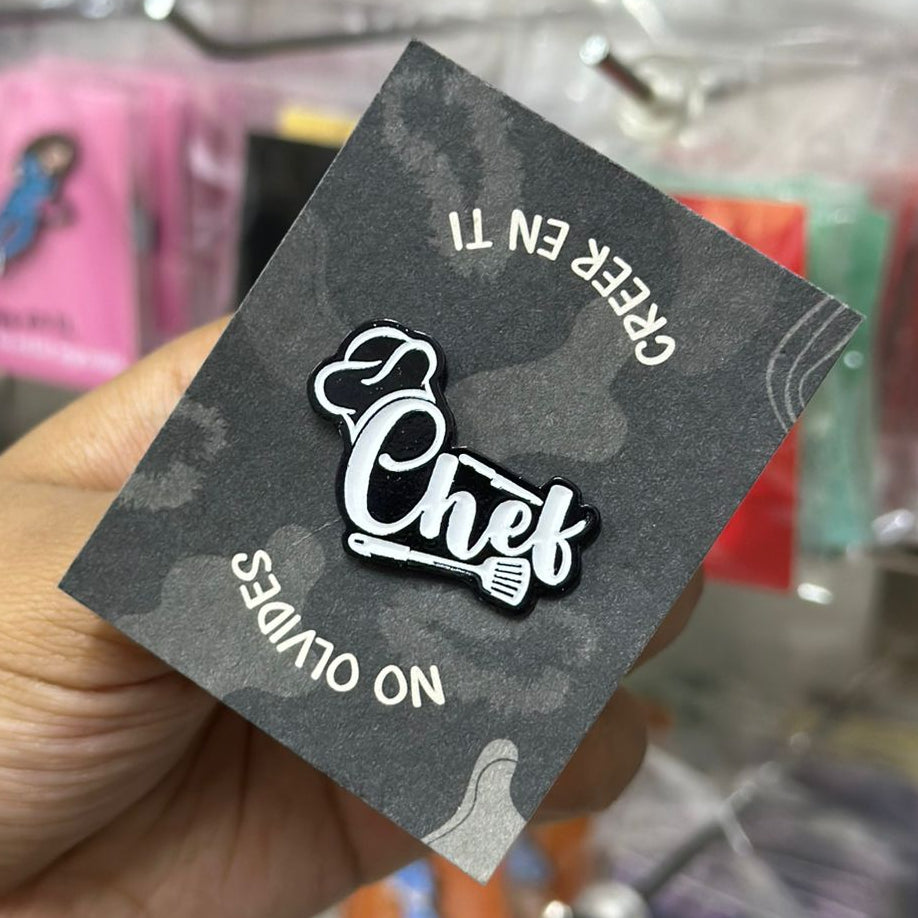 NO OLVIDES
Chef
CREER EN TI